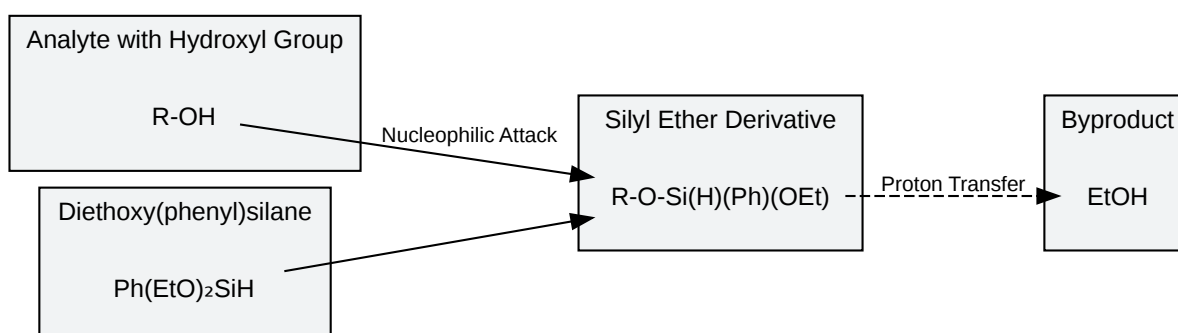 Analyte with Hydroxyl Group
R-OH
Nucleophilic Attack
Diethoxy(phenyl)silane
Ph(EtO)₂SiH
Silyl Ether Derivative
R-O-Si(H)(Ph)(OEt)
Proton Transfer
Byproduct
EtOH